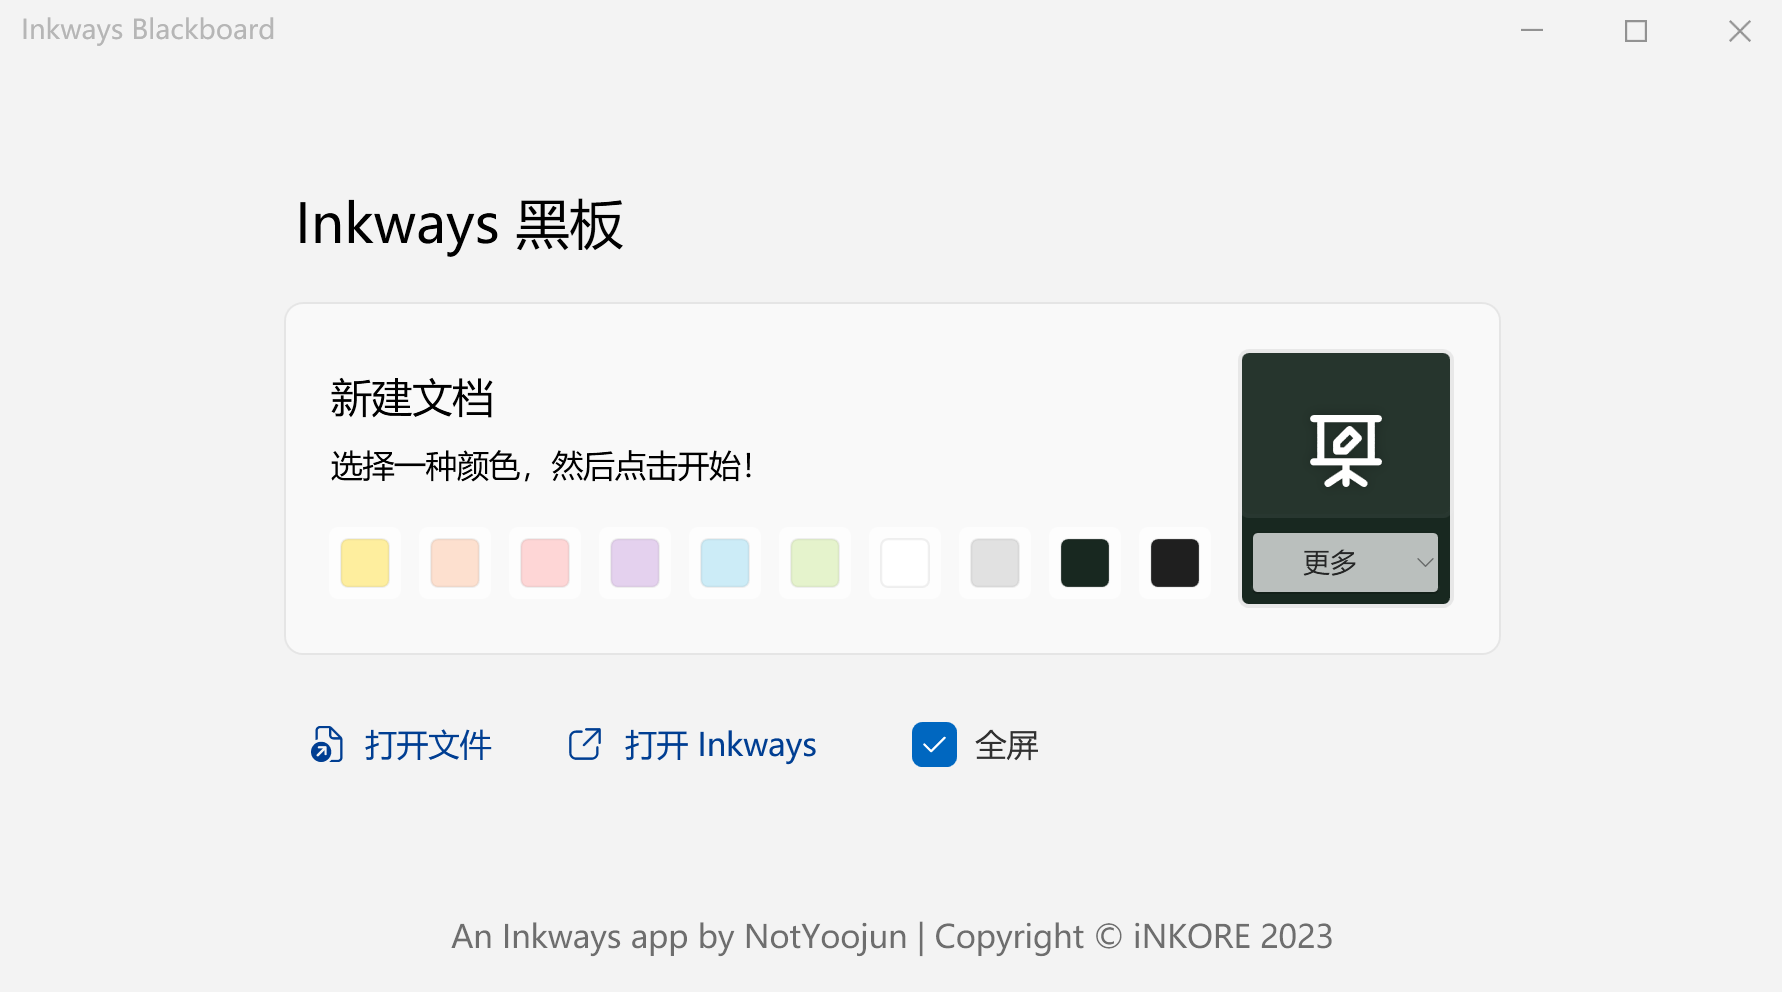 Inkways Blackboard
Inkways 黑板
新建文档
选择一种颜色，然后点击开始！
更多
打开文件
打开 Inkways
全屏
An Inkways app by NotYoojun | Copyright © iNKORE 2023